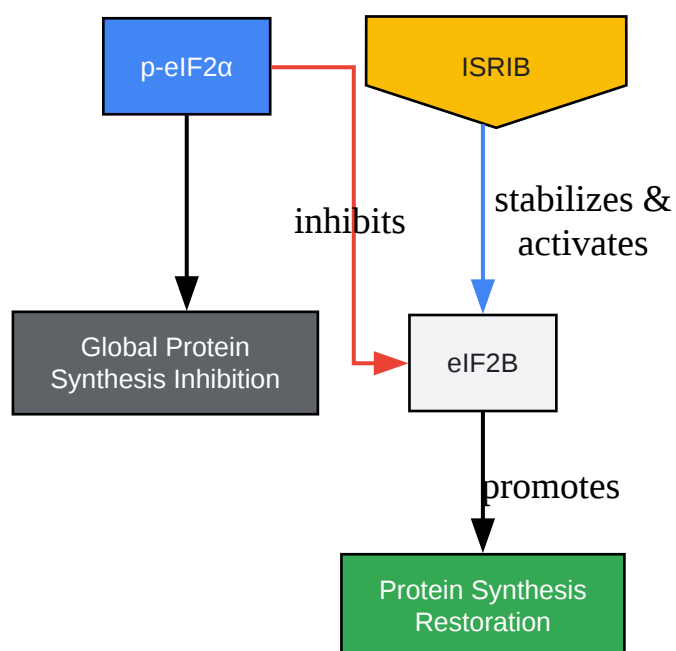 p-eIF2α
ISRIB
inhibits
stabilizes &
activates
Global Protein
Synthesis Inhibition
eIF2B
promotes
Protein Synthesis
Restoration